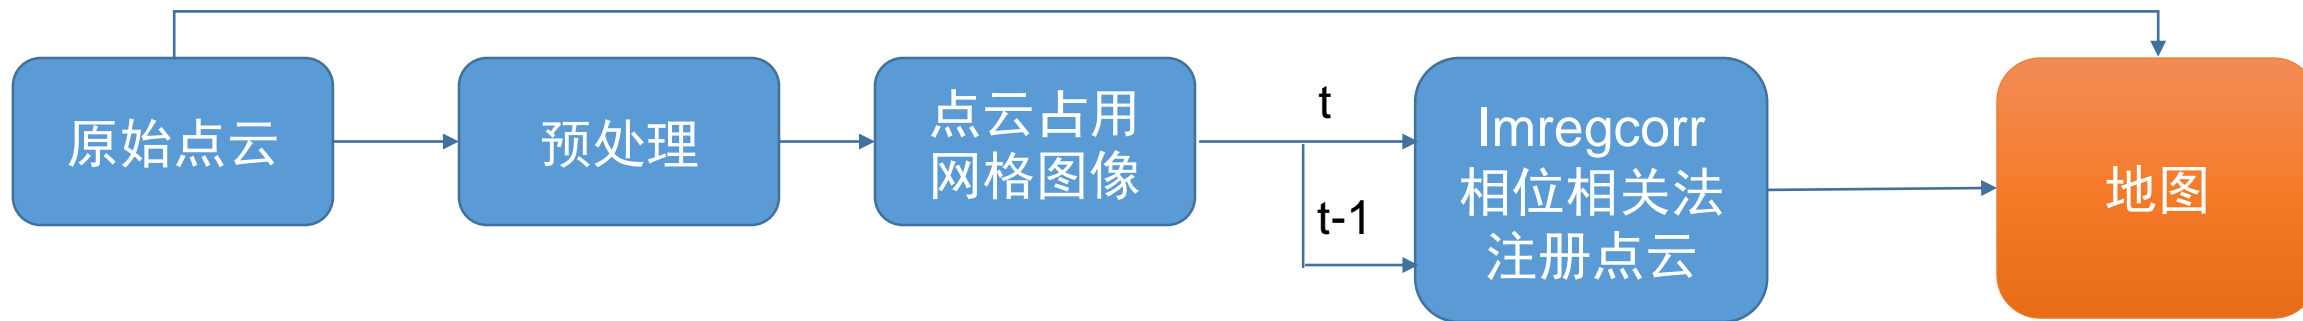 原始点云
预处理
点云占用
网格图像
t
t-1
Imregcorr
相位相关法
注册点云
地图